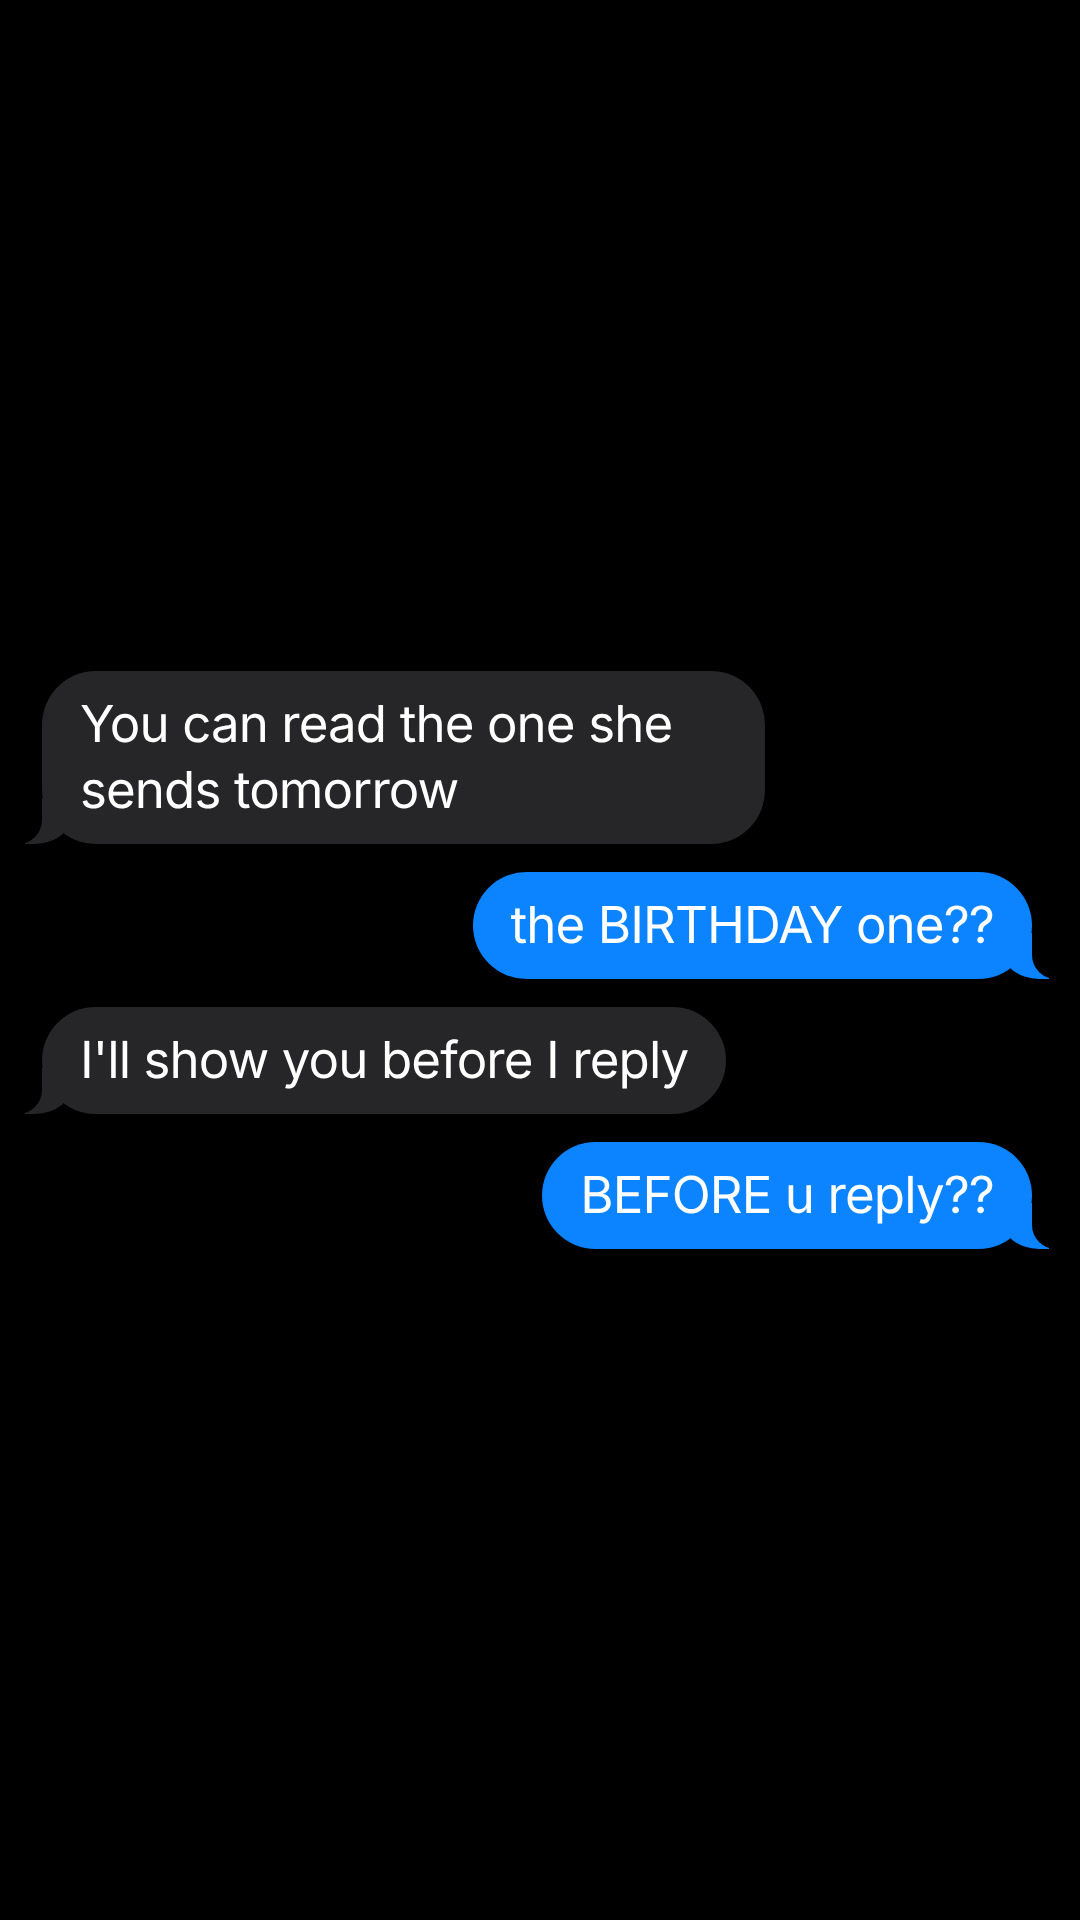 You can read the one she
sends tomorrow
the BIRTHDAY one??
I'll show you before I reply
BEFORE u reply??